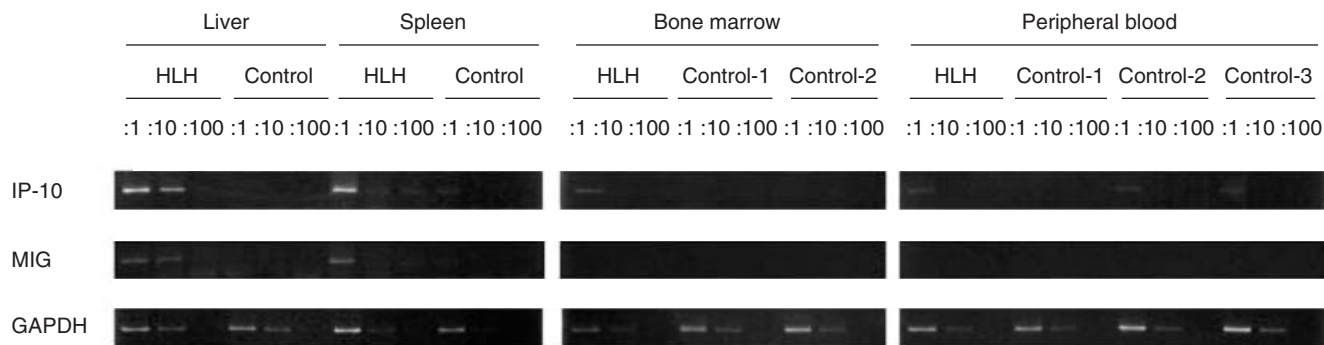 Liver Spleen Bone marrow Peripheral blood
HLH Control HLH Control HLH Control-1 Control-2 HLH Control-1 Control-2 Control-3
:1 :10 :100 :1 :10 :100 :1 :10 :100 :1 :10 :100 :1 :10 :100 :1 :10 :100 :1 :10 :100 :1 :10 :100 :1 :10 :100 :1 :10 :100 :1 :10 :100
IP-10
MIG
GAPDH